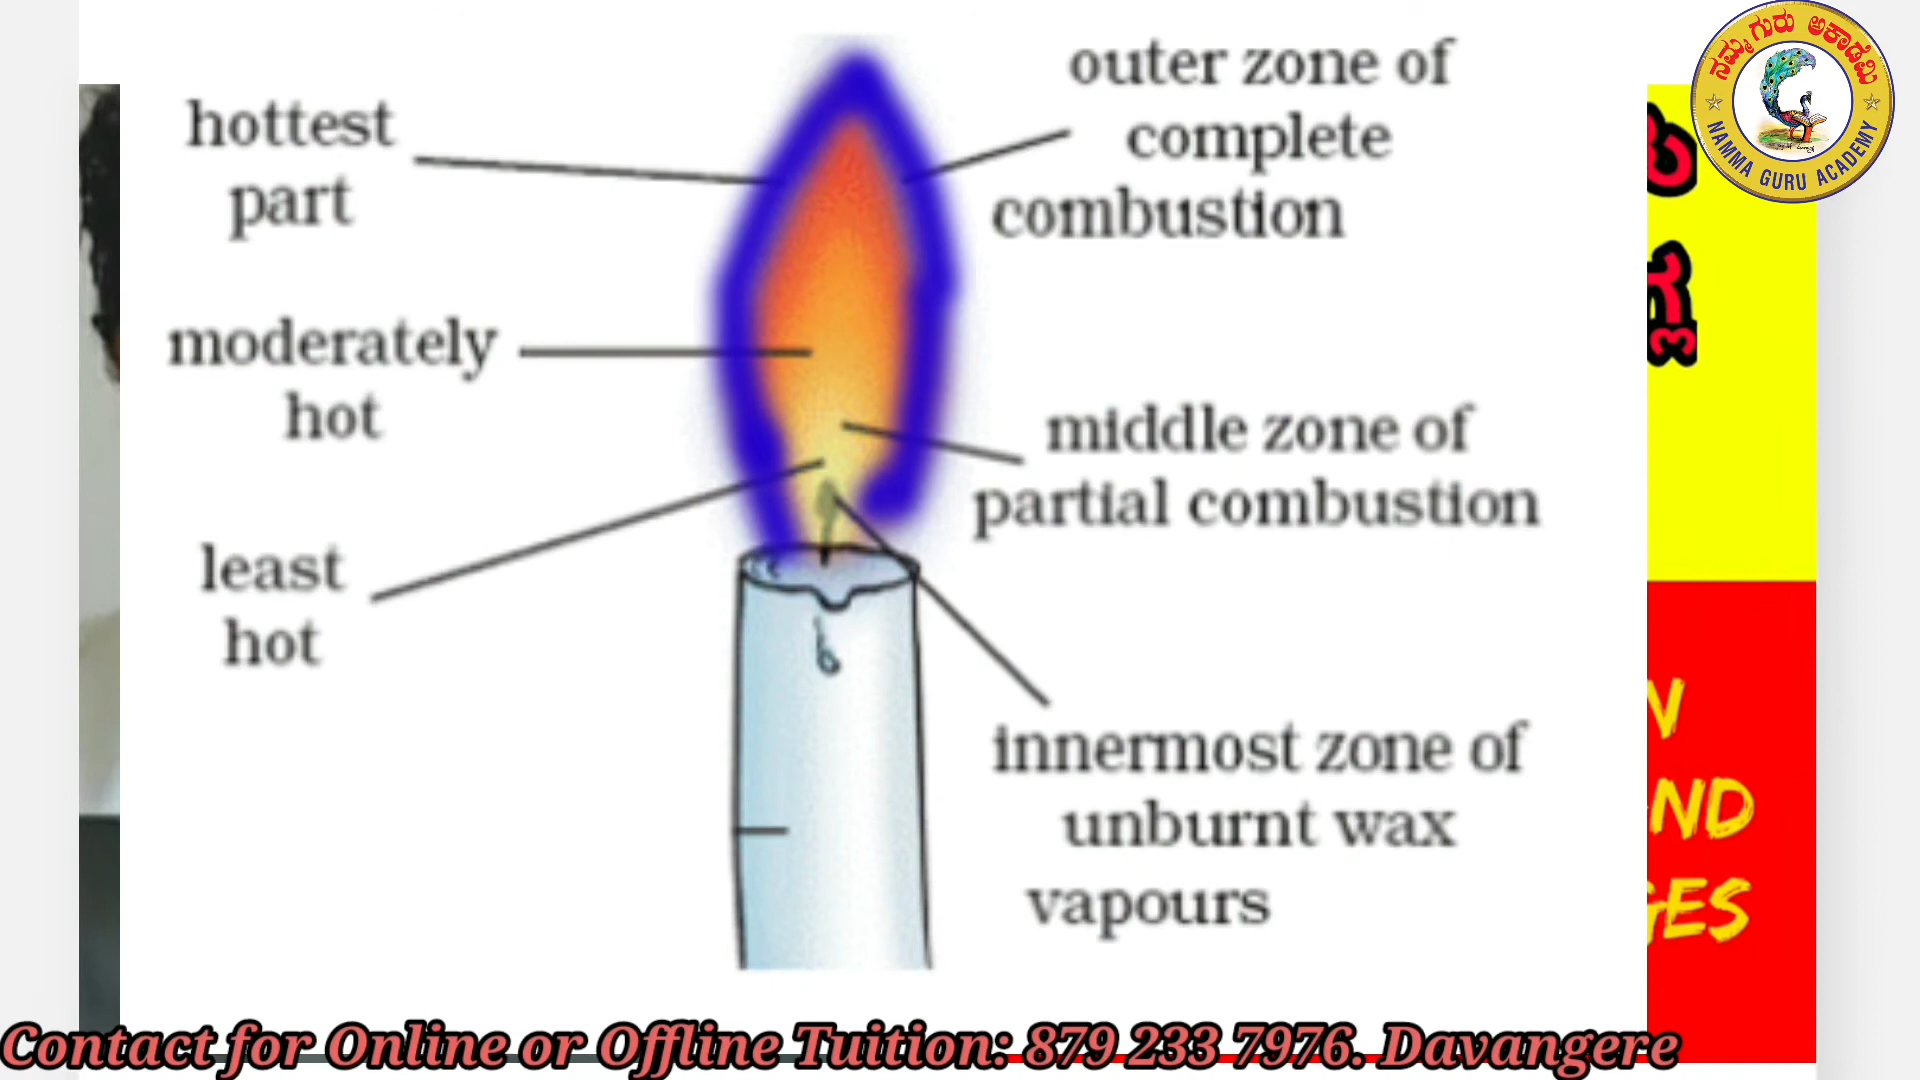 hottest
part
outer zone of
complete
combustion
moderately
hot
middle zone of
partial combustion
least
hot
innermost zone of
unburnt wax
vapours
ನಮ್ಮ ಗುರು ಅಕಾಡೆಮಿ
NAMMA GURU ACADEMY
ND
GES
Contact for Online or Offline Tuition: 879 233 7976. Davangere